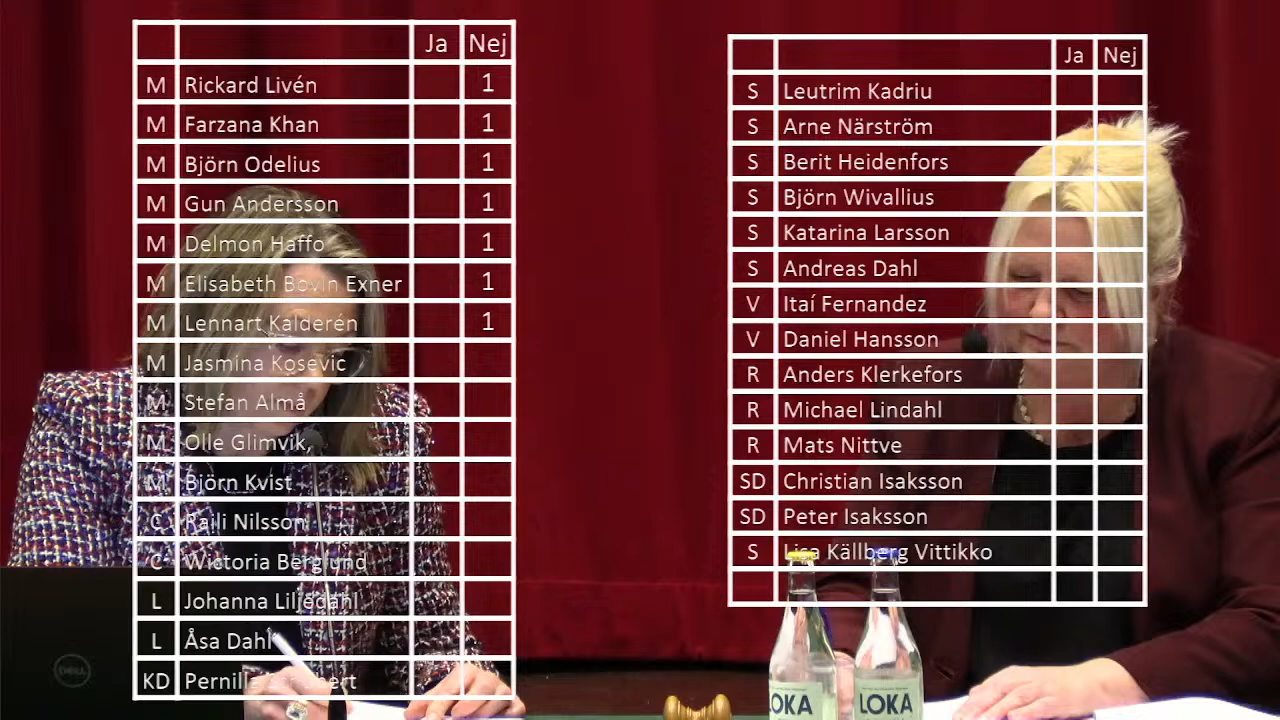 Ja Nej
M Rickard Livén 1
M Farzana Khan 1
M Björn Odelius 1
M Gun Andersson 1
M Delmon Haffo 1
M Elisabeth Bovin Exner 1
M Lennart Kalderén 1
M Jasmina Kosevic
M Stefan Almå
M Olle Glimvik,
M Björn Kvist
C Raili Nilsson
C Wictoria Berglund
L Johanna Liljedahl
L Åsa Dahl
KD
Ja Nej
S Leutrim Kadriu
S Arne Närström
S Berit Heidenfors
S Björn Wivallius
S Katarina Larsson
S Andreas Dahl
V Itaí Fernandez
V Daniel Hansson
R Anders Klerkefors
R Michael Lindahl
R Mats Nittve
SD Christian Isaksson
SD Peter Isaksson
S Lisa Källberg Vittikko
DELL
LOKA
LOKA